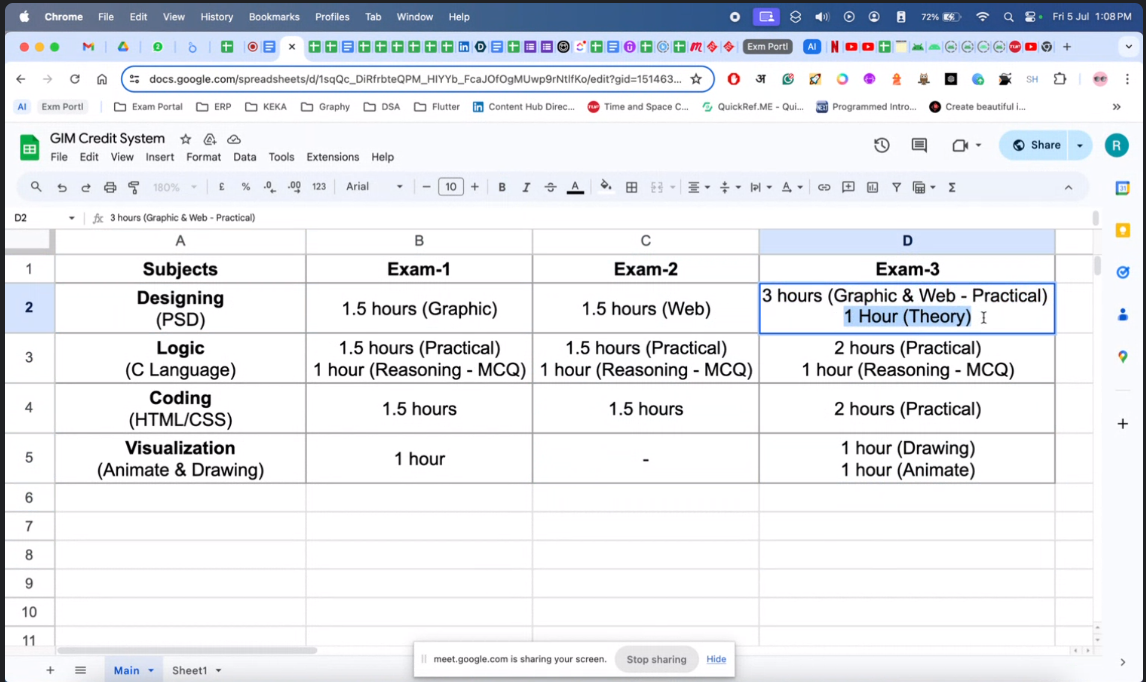 Chrome File Edit View History Bookmarks Profiles Tab Window Help 72% Fri 5 Jul 1:08 PM
Exm Portl AI
docs.google.com/spreadsheets/d/1sqQc_DiRfrbteQPM_HIYYb_FcaJOfOgMUwp9rNtlfKo/edit?gid=151463...
AI Exm Portl Exam Portal ERP KEKA Graphy DSA Flutter Content Hub Direc... Time and Space C... QuickRef.ME - Qui... Programmed Intro... Create beautiful i... »
GIM Credit System
File Edit View Insert Format Data Tools Extensions Help
Share R
180% £ % .0 .00 123 Arial − 10 + B I A Σ
D2 fx 3 hours (Graphic & Web - Practical)
A B C D
1 Subjects Exam-1 Exam-2 Exam-3
2 Designing 1.5 hours (Graphic) 1.5 hours (Web) 3 hours (Graphic & Web - Practical)
(PSD) 1 Hour (Theory)
3 Logic 1.5 hours (Practical) 1.5 hours (Practical) 2 hours (Practical)
(C Language) 1 hour (Reasoning - MCQ) 1 hour (Reasoning - MCQ) 1 hour (Reasoning - MCQ)
4 Coding 1.5 hours 1.5 hours 2 hours (Practical)
(HTML/CSS)
5 Visualization 1 hour - 1 hour (Drawing)
(Animate & Drawing) 1 hour (Animate)
6
7
8
9
10
11
meet.google.com is sharing your screen. Stop sharing Hide
+ Main Sheet1